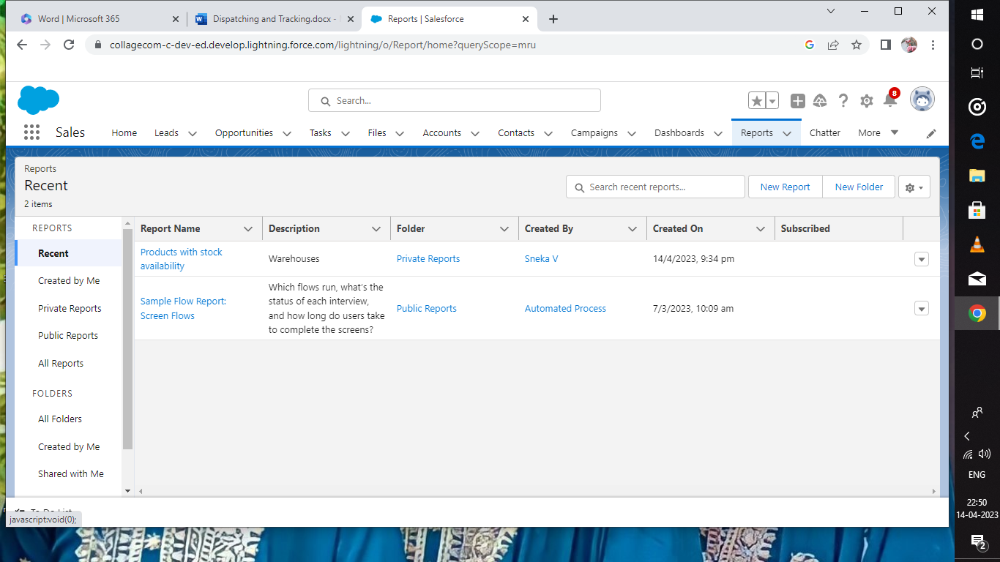 Word | Microsoft 365
Dispatching and Tracking.docx -
Reports | Salesforce
collagecom-c-dev-ed.develop.lightning.force.com/lightning/o/Report/home?queryScope=mru
Search...
8
Sales
Home
Leads
Opportunities
Tasks
Files
Accounts
Contacts
Campaigns
Dashboards
Reports
Chatter
More
Reports
Recent
2 items
Search recent reports...
New Report
New Folder
REPORTS
Recent
Created by Me
Private Reports
Public Reports
All Reports
FOLDERS
All Folders
Created by Me
Shared with Me
Report Name
Description
Folder
Created By
Created On
Subscribed
Products with stock
availability
Warehouses
Private Reports
Sneka V
14/4/2023, 9:34 pm
Sample Flow Report:
Screen Flows
Which flows run, what's the
status of each interview,
and how long do users take
to complete the screens?
Public Reports
Automated Process
7/3/2023, 10:09 am
To Do List
javascript:void(0);
ENG
22:50
14-04-2023
2